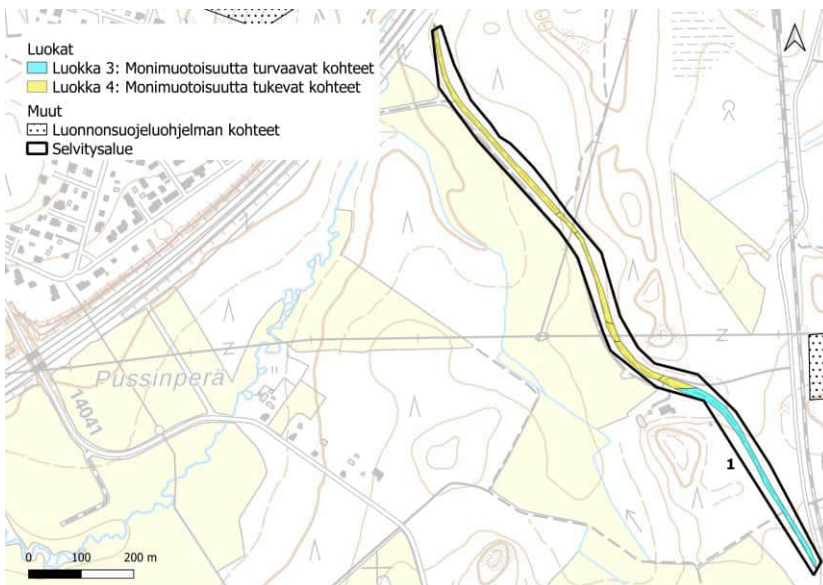 Luokat
Luokka 3: Monimuotoisuutta turvaavat kohteet
Luokka 4: Monimuotoisuutta tukevat kohteet
Muut
Luonnonsuojeluohjelman kohteet
Selvitysalue
Pussinperä
14041
1
0 100 200 m